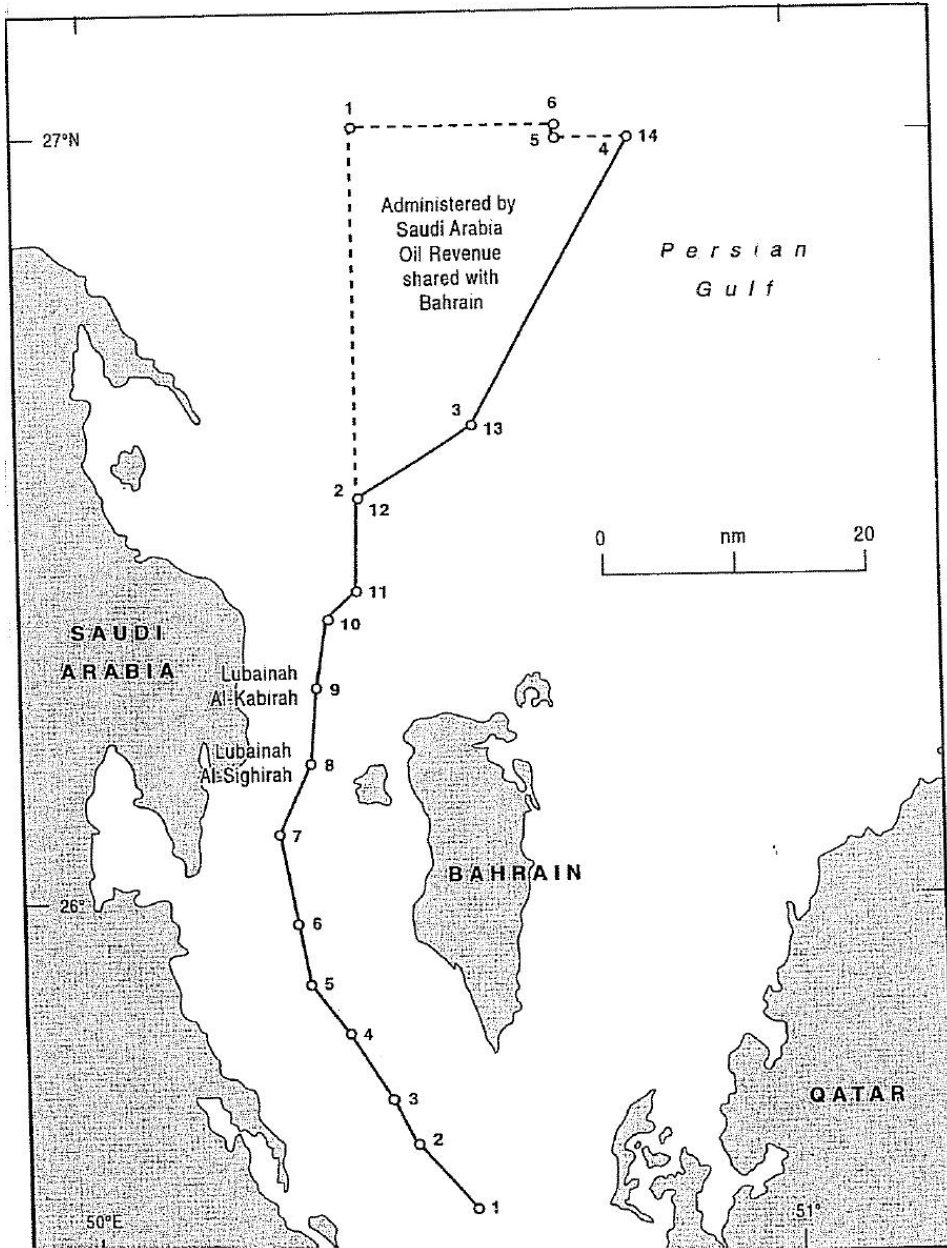 1
6
27°N
5
4
14
Administered by
Saudi Arabia
Oil Revenue
shared with
Bahrain
Persian
Gulf
3
13
2
12
0 nm 20
11
10
SAUDI
ARABIA
Lubainah
Al-Kabirah
9
Lubainah
Al-Sighirah
8
7
BAHRAIN
26°
6
5
4
3
QATAR
2
1
50°E
51°